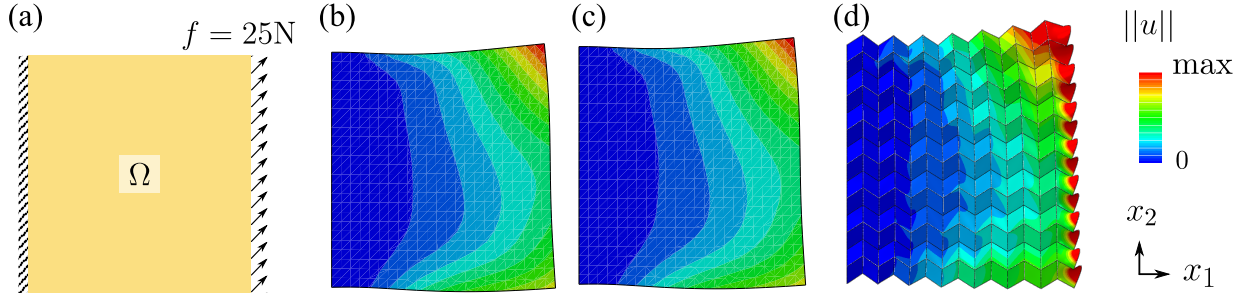 (a)
f = 25N
Ω
(b)
(c)
(d)
||u||
max
0
x₂
x₁